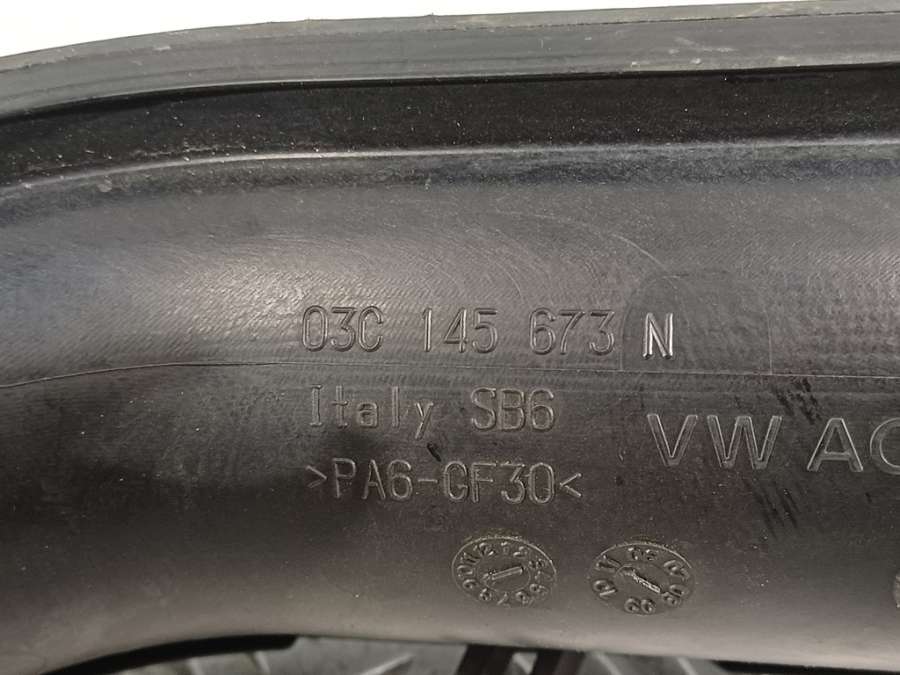 03C 145 673 N
Italy SB6
VW AG
>PA6-GF30<